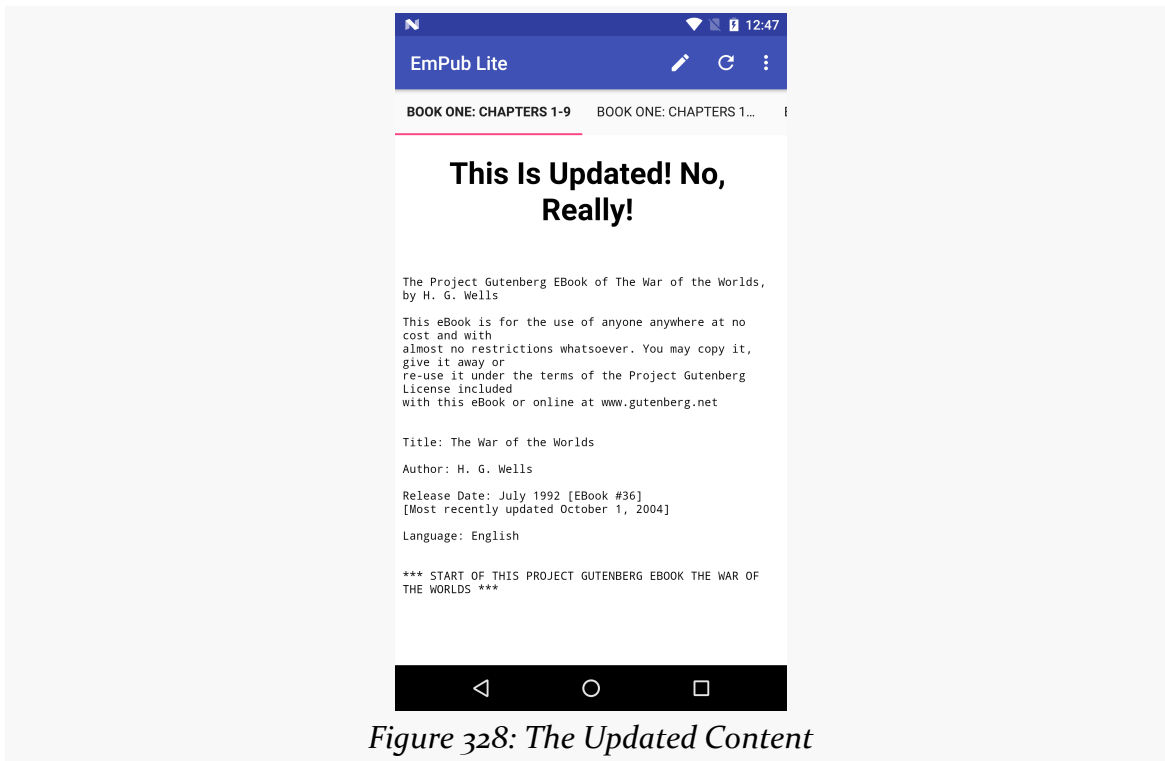 12:47
EmPub Lite
BOOK ONE: CHAPTERS 1-9 BOOK ONE: CHAPTERS 1...
This Is Updated! No,
Really!
The Project Gutenberg EBook of The War of the Worlds,
by H. G. Wells
This eBook is for the use of anyone anywhere at no
cost and with
almost no restrictions whatsoever. You may copy it,
give it away or
re-use it under the terms of the Project Gutenberg
License included
with this eBook or online at www.gutenberg.net
Title: The War of the Worlds
Author: H. G. Wells
Release Date: July 1992 [EBook #36]
[Most recently updated October 1, 2004]
Language: English
*** START OF THIS PROJECT GUTENBERG EBOOK THE WAR OF
THE WORLDS ***
Figure 328: The Updated Content